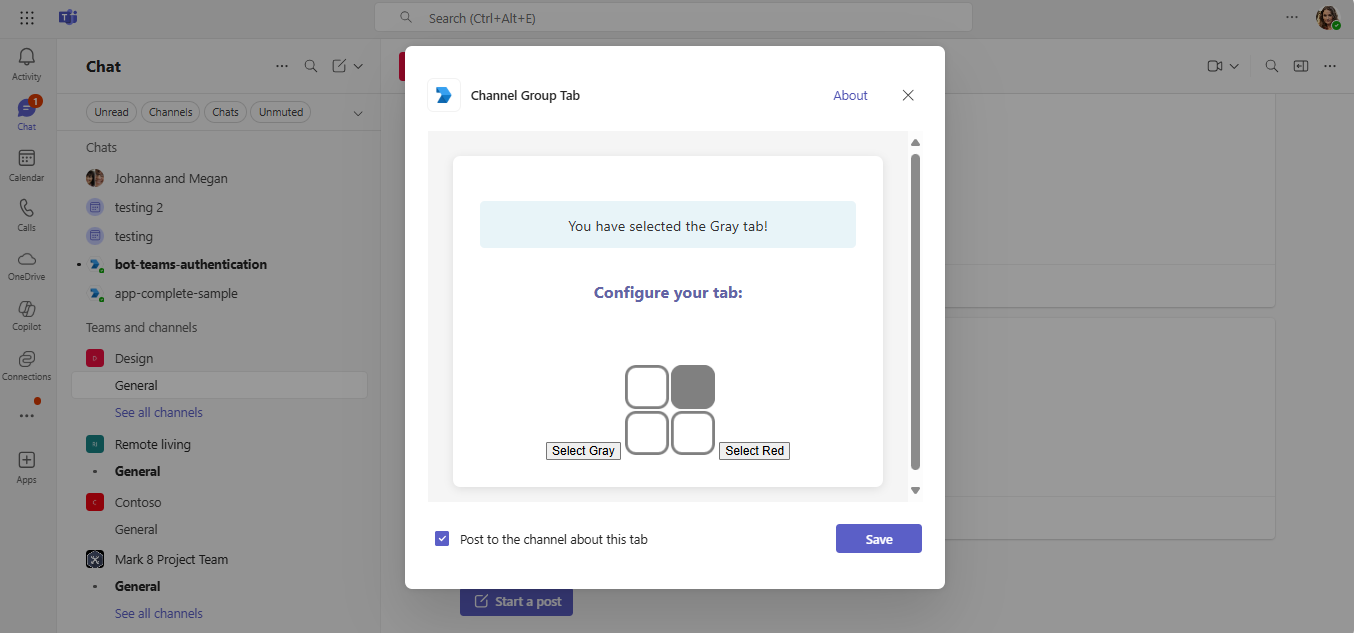 Search (Ctrl+Alt+E)
Activity
1
Chat
Calendar
Calls
OneDrive
Copilot
Connections
Apps
Chat
Unread
Channels
Chats
Unmuted
Chats
Johanna and Megan
testing 2
testing
bot-teams-authentication
app-complete-sample
Teams and channels
D
Design
General
See all channels
Remote living
General
C
Contoso
General
Mark 8 Project Team
General
See all channels
Channel Group Tab
About
You have selected the Gray tab!
Configure your tab:
Select Gray
Select Red
Post to the channel about this tab
Save
Start a post